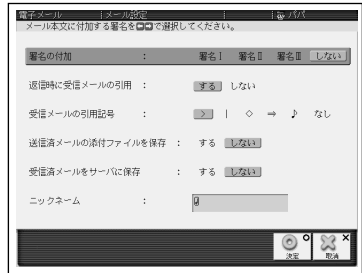 電子メール メール設定 パパ
メール本文に付加する署名を で選択してください。
署名の付加 : 署名Ⅰ 署名Ⅱ 署名Ⅲ しない
返信時に受信メールの引用 : する しない
受信メールの引用記号 : > | ◇ ⇒ ♪ なし
送信済メールの添付ファイルを保存 : する しない
受信済メールをサーバに保存 : する しない
ニックネーム :
決定 取消